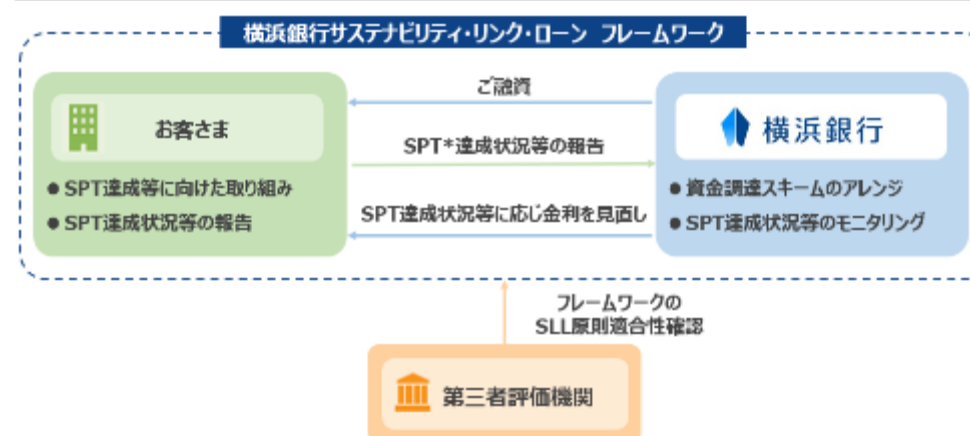 横浜銀行サステナビリティ・リンク・ローン フレームワーク
お客さま
● SPT達成等に向けた取り組み
● SPT達成状況等の報告
ご融資
SPT*達成状況等の報告
SPT達成状況等に応じ金利を見直し
横浜銀行
● 資金調達スキームのアレンジ
● SPT達成状況等のモニタリング
フレームワークの
SLL原則適合性確認
第三者評価機関